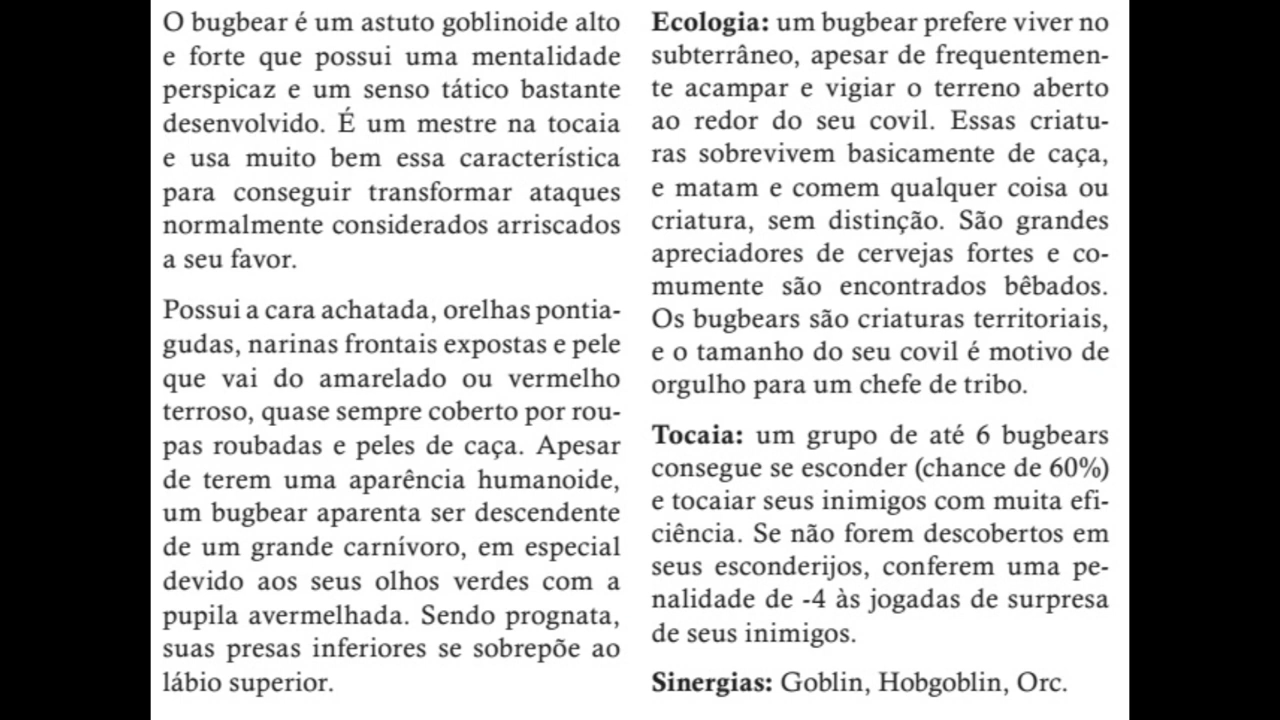 O bugbear é um astuto goblinoide alto
e forte que possui uma mentalidade
perspicaz e um senso tático bastante
desenvolvido. É um mestre na tocaia
e usa muito bem essa característica
para conseguir transformar ataques
normalmente considerados arriscados
a seu favor.
Possui a cara achatada, orelhas pontia-
gudas, narinas frontais expostas e pele
que vai do amarelado ou vermelho
terroso, quase sempre coberto por rou-
pas roubadas e peles de caça. Apesar
de terem uma aparência humanoide,
um bugbear aparenta ser descendente
de um grande carnívoro, em especial
devido aos seus olhos verdes com a
pupila avermelhada. Sendo prognata,
suas presas inferiores se sobrepõe ao
lábio superior.
Ecologia: um bugbear prefere viver no
subterrâneo, apesar de frequentemen-
te acampar e vigiar o terreno aberto
ao redor do seu covil. Essas criatu-
ras sobrevivem basicamente de caça,
e matam e comem qualquer coisa ou
criatura, sem distinção. São grandes
apreciadores de cervejas fortes e co-
mumente são encontrados bêbados.
Os bugbears são criaturas territoriais,
e o tamanho do seu covil é motivo de
orgulho para um chefe de tribo.
Tocaia: um grupo de até 6 bugbears
consegue se esconder (chance de 60%)
e tocaiar seus inimigos com muita efi-
ciência. Se não forem descobertos em
seus esconderijos, conferem uma pe-
nalidade de -4 às jogadas de surpresa
de seus inimigos.
Sinergias: Goblin, Hobgoblin, Orc.